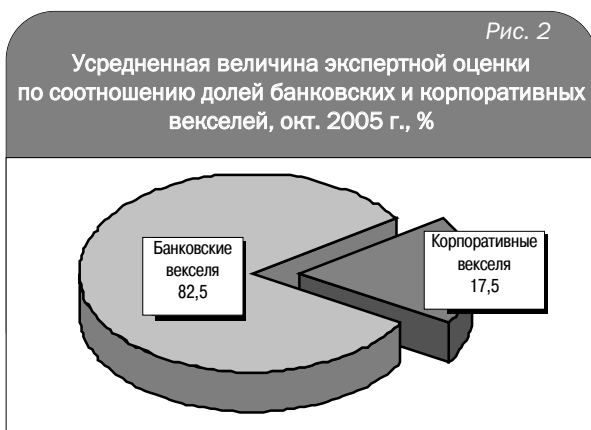 Рис. 2
Усредненная величина экспертной оценки
по соотношению долей банковских и корпоративных
векселей, окт. 2005 г., %
Банковские
векселя
82,5
Корпоративные
векселя
17,5